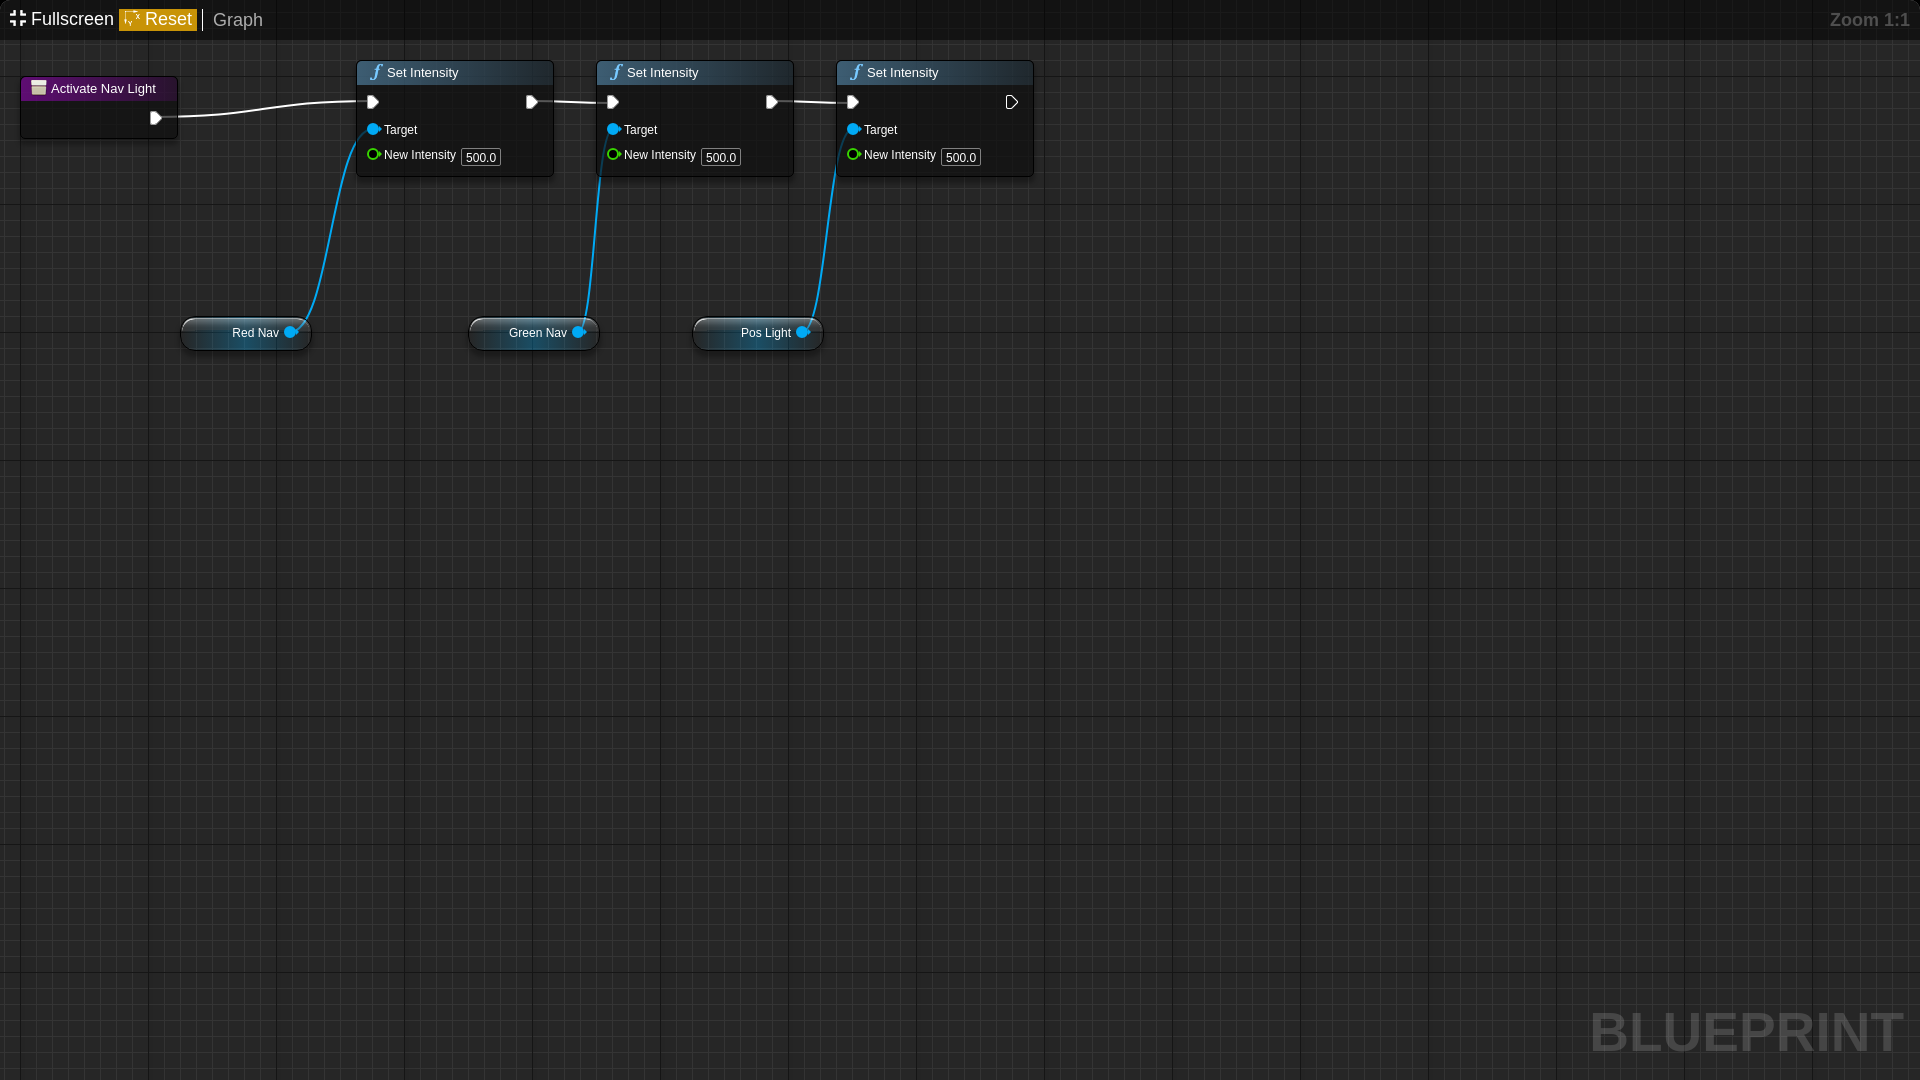 Fullscreen Reset Graph Zoom 1:1
Activate Nav Light
Set Intensity
Target
New Intensity 500.0
Set Intensity
Target
New Intensity 500.0
Set Intensity
Target
New Intensity 500.0
Red Nav
Green Nav
Pos Light
BLUEPRINT